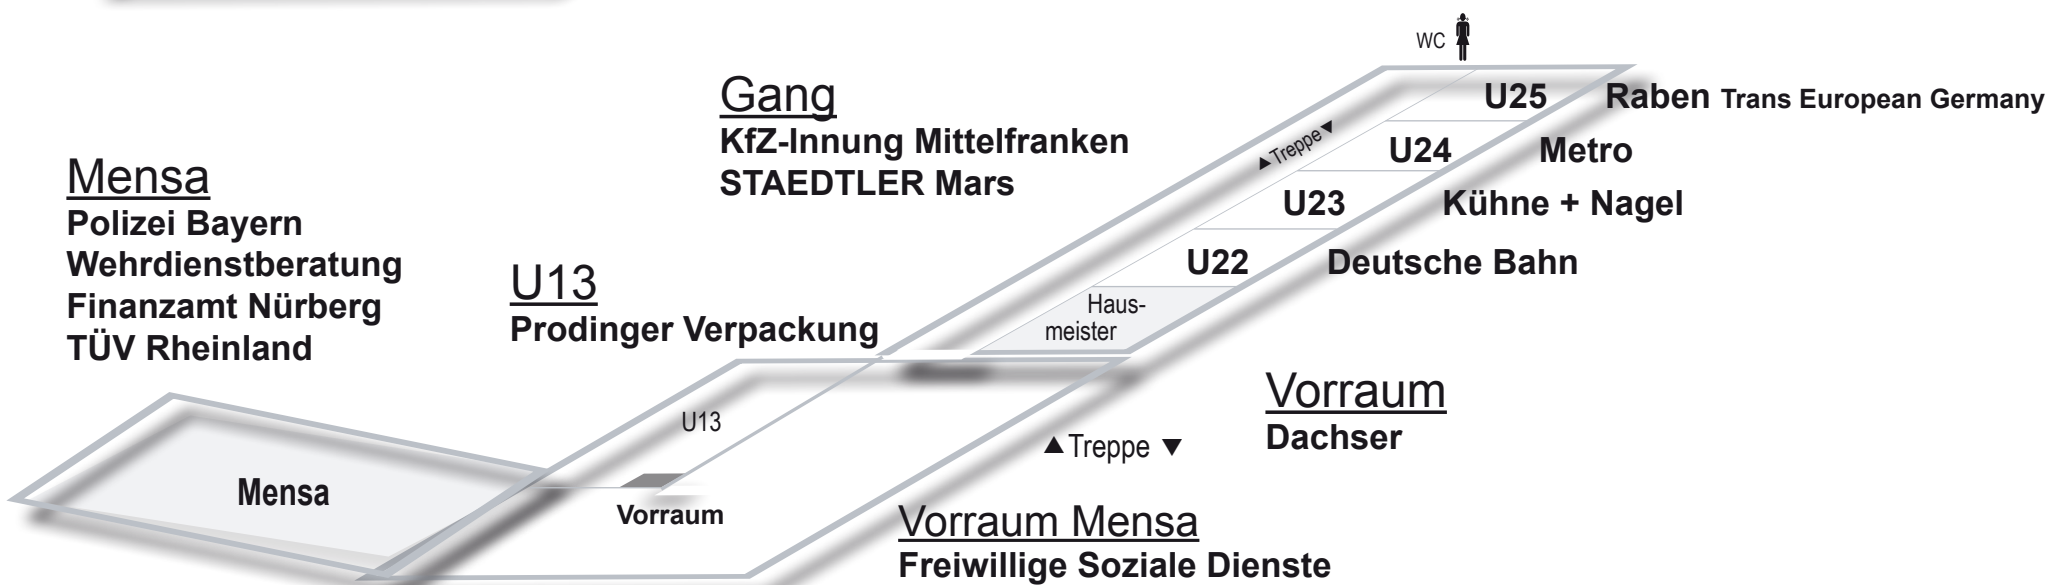 WC
Gang
KfZ-Innung Mittelfranken
STAEDTLER Mars
U25 Raben Trans European Germany
▲Treppe▼
U24 Metro
Mensa
Polizei Bayern
Wehrdienstberatung
Finanzamt Nürberg
TÜV Rheinland
U23 Kühne + Nagel
U22 Deutsche Bahn
U13
Prodinger Verpackung
Haus-
meister
U13
Vorraum
Dachser
▲Treppe ▼
Mensa
Vorraum
Vorraum Mensa
Freiwillige Soziale Dienste